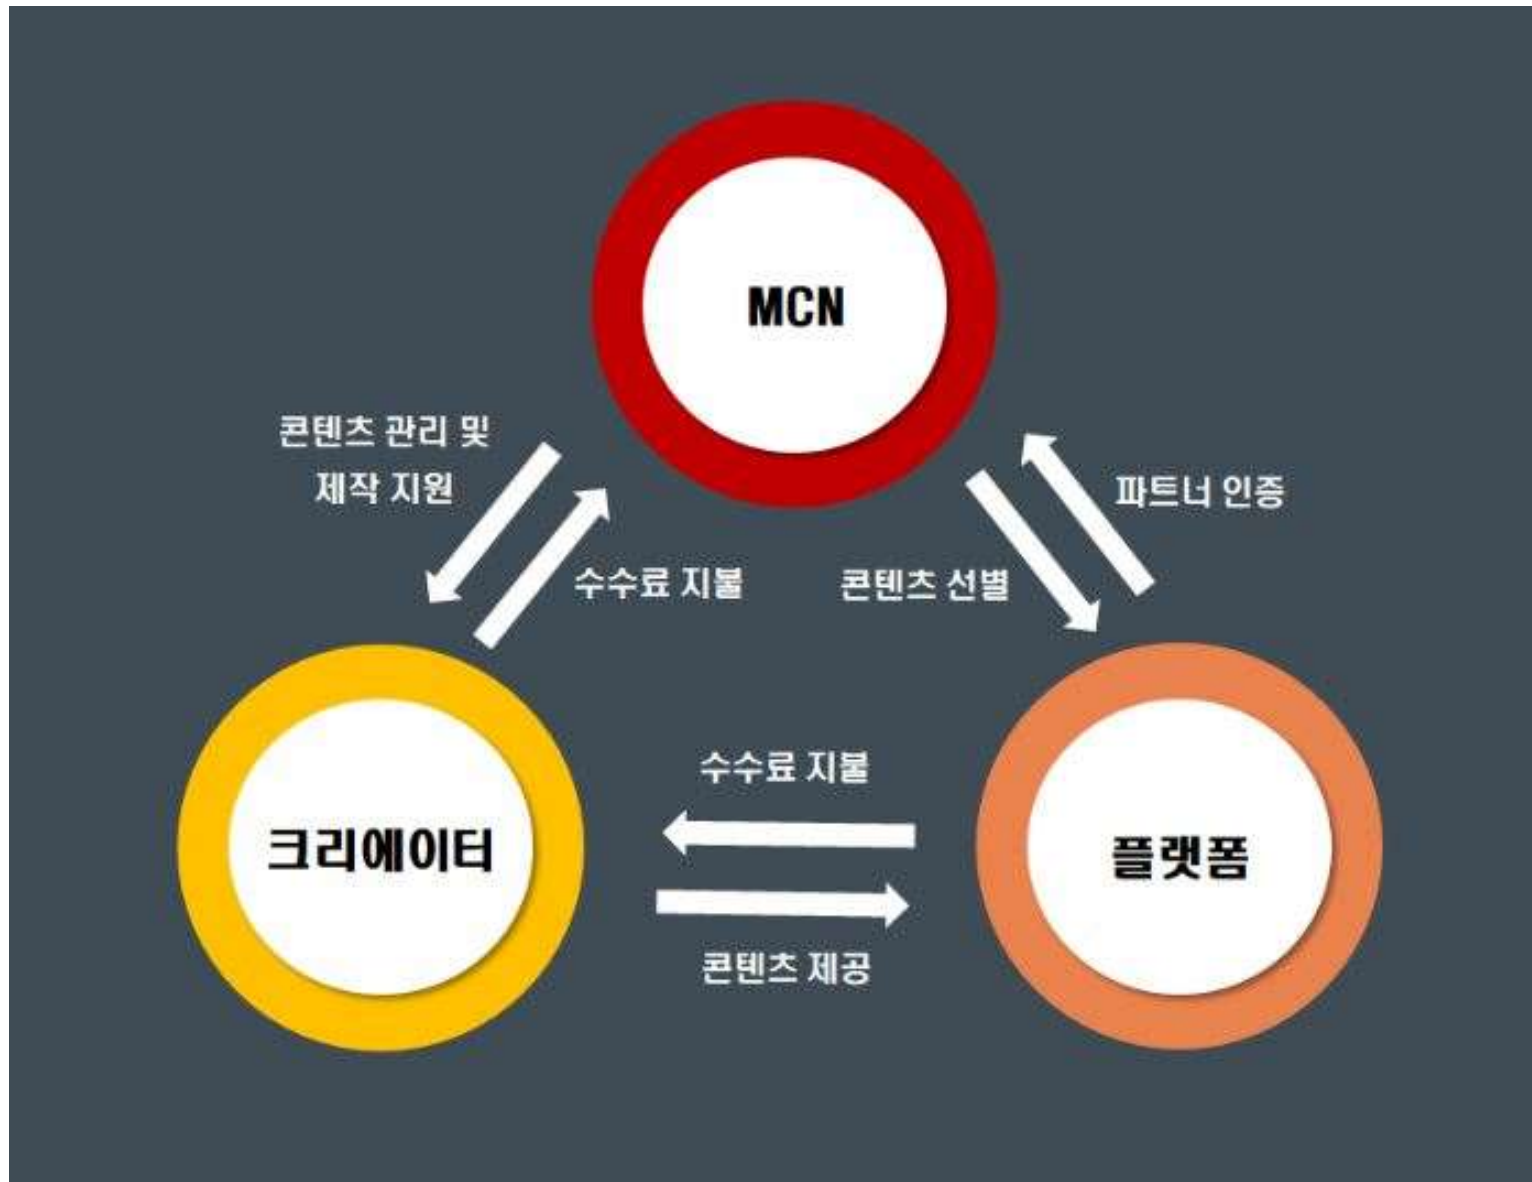 MCN
콘텐츠 관리 및
제작 지원
파트너 인증
수수료 지불
콘텐츠 선별
수수료 지불
크리에이터
플랫폼
콘텐츠 제공